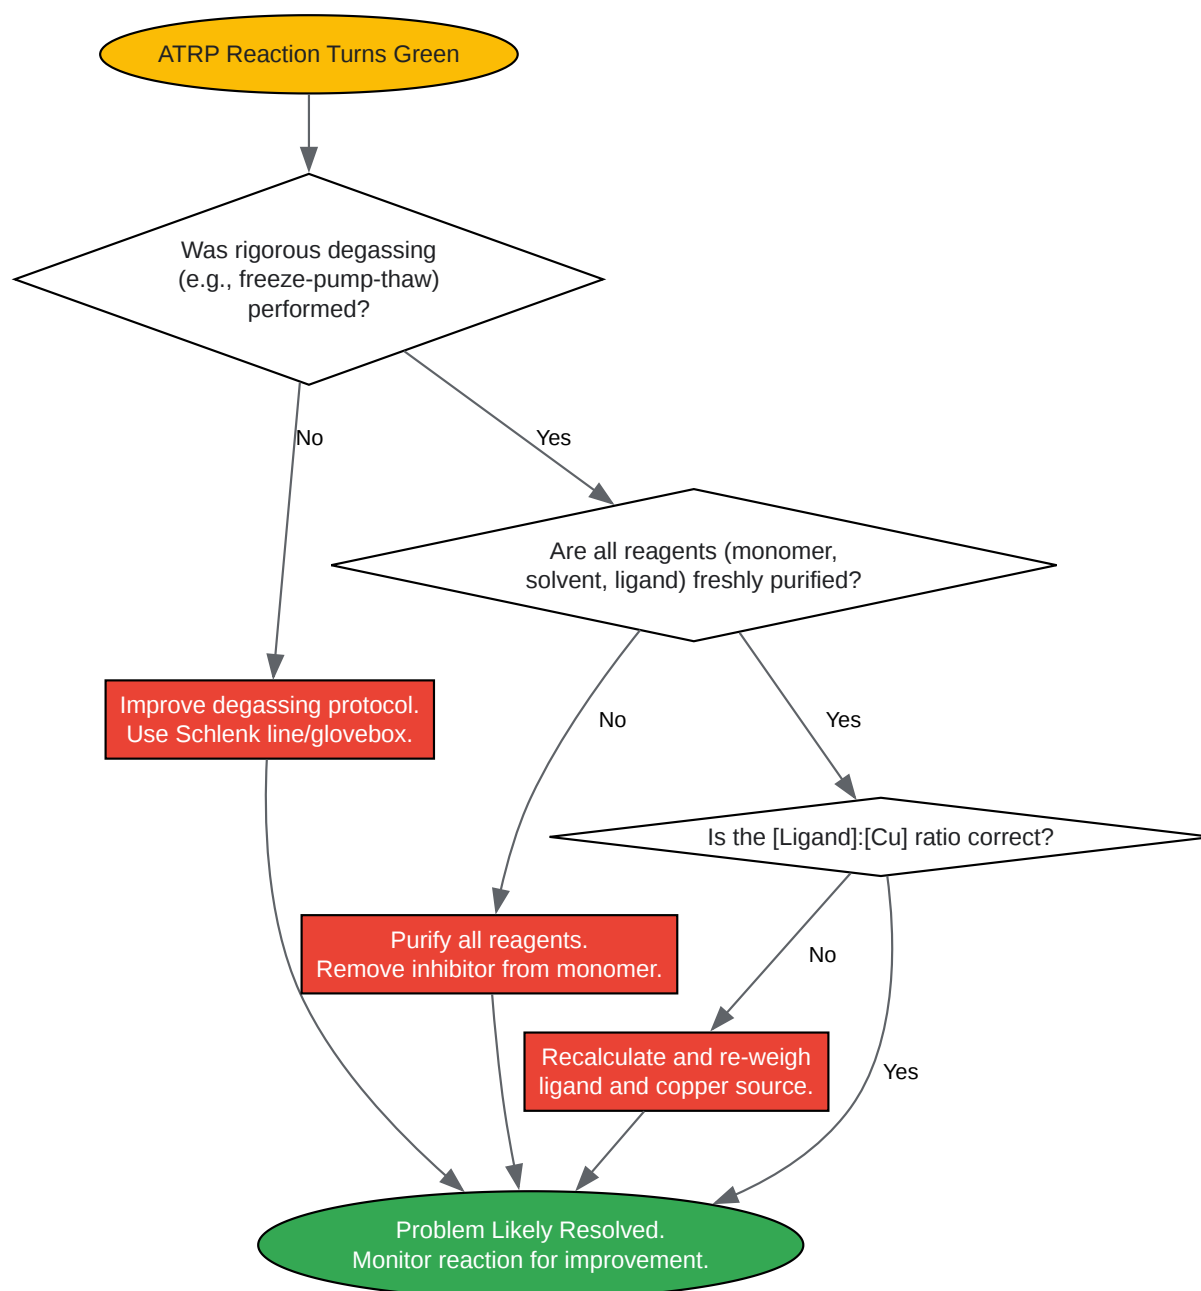 ATRP Reaction Turns Green
Was rigorous degassing
(e.g., freeze-pump-thaw)
performed?
No
Yes
Are all reagents (monomer,
solvent, ligand) freshly purified?
Improve degassing protocol.
Use Schlenk line/glovebox.
No
Yes
Is the [Ligand]:[Cu] ratio correct?
Purify all reagents.
Remove inhibitor from monomer.
No
Recalculate and re-weigh
ligand and copper source.
Yes
Problem Likely Resolved.
Monitor reaction for improvement.